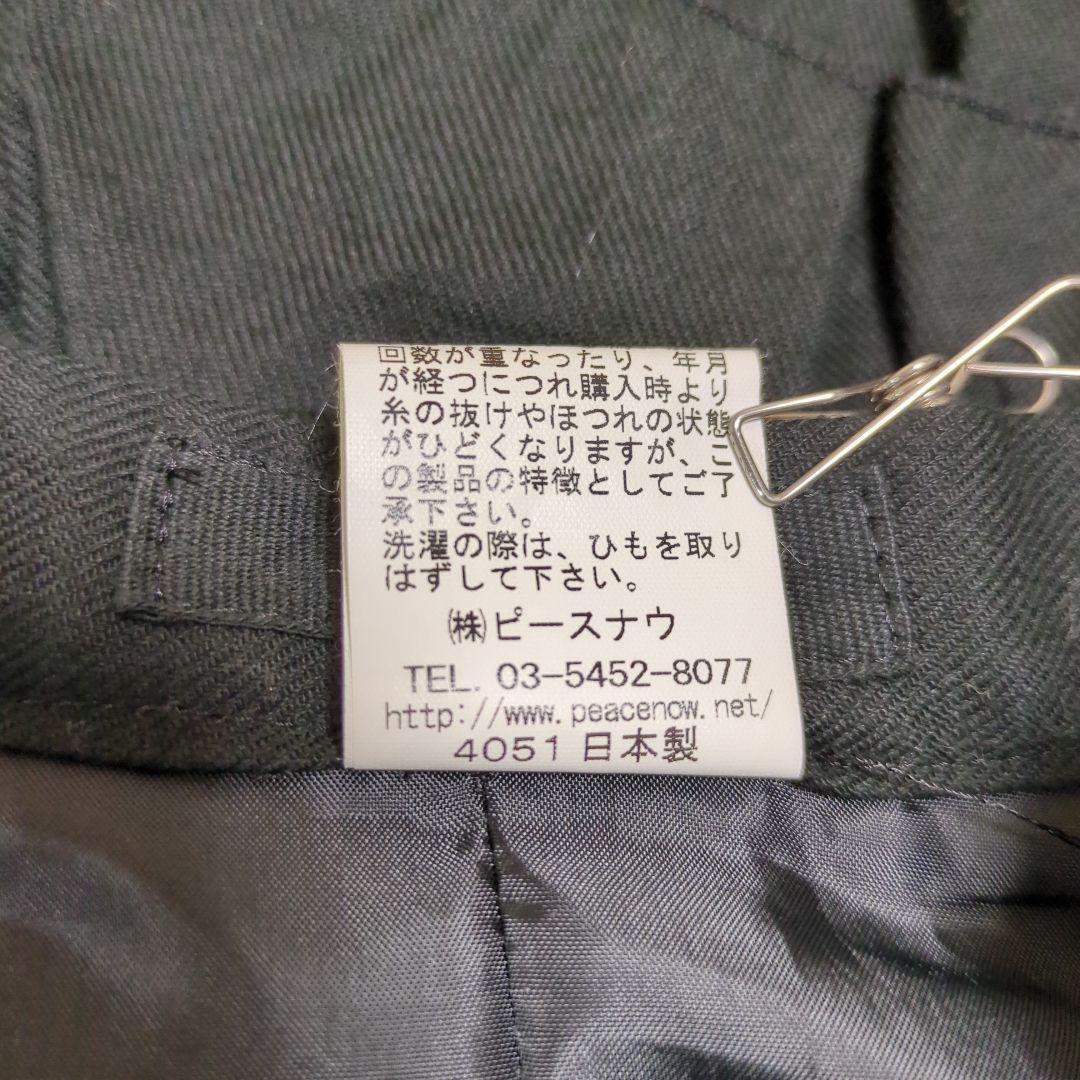 回数が重なったり、年月
が経つにつれ購入時より
糸の抜けやほつれの状態
がひどくなりますが、こ
の製品の特徴としてご了
承下さい。
洗濯の際は、ひもを取り
はずして下さい。
㈱ピースナウ
TEL. 03-5452-8077
http://www.peacenow.net/
4051 日本製